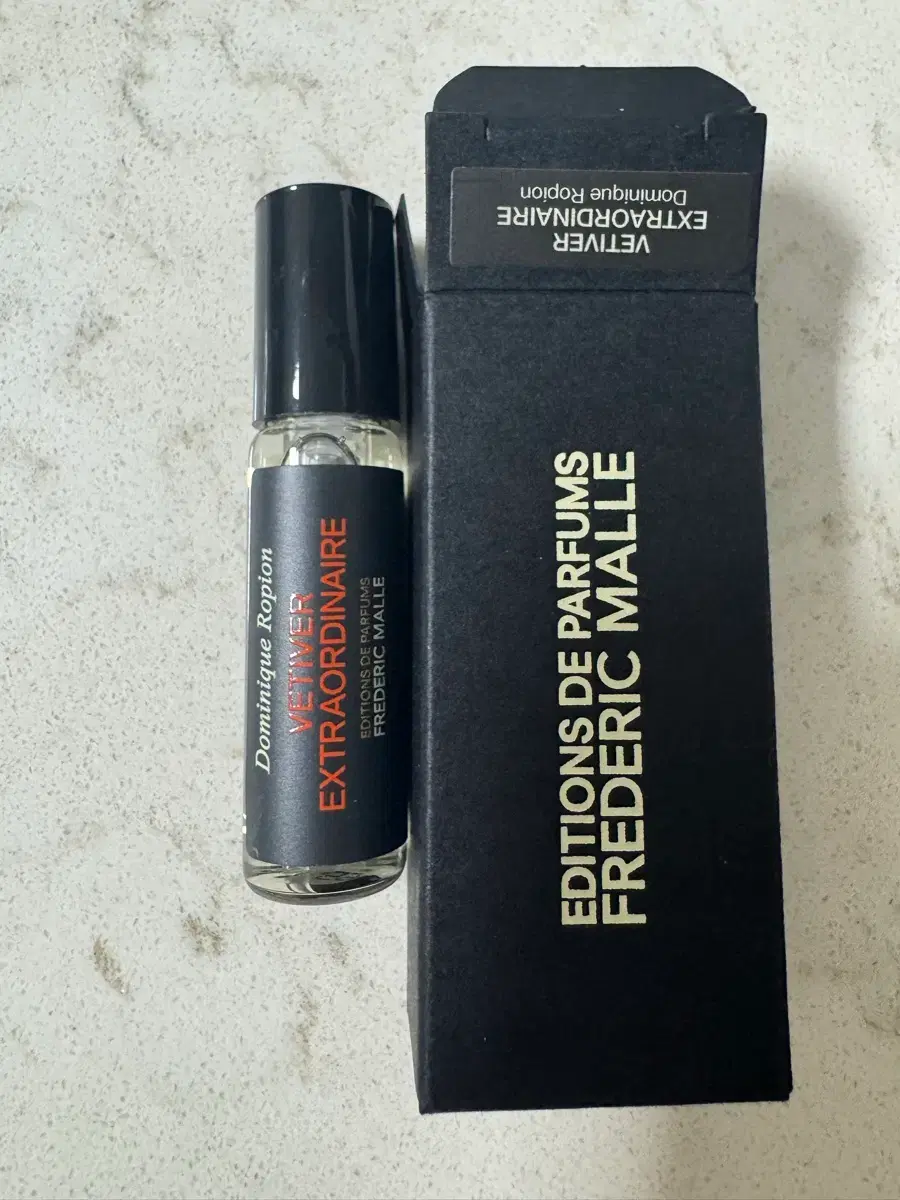 Dominique Ropion
VETIVER
EXTRAORDINAIRE
EDITIONS DE PARFUMS
FREDERIC MALLE
VETIVER
EXTRAORDINAIRE
Dominique Ropion
EDITIONS DE PARFUMS
FREDERIC MALLE